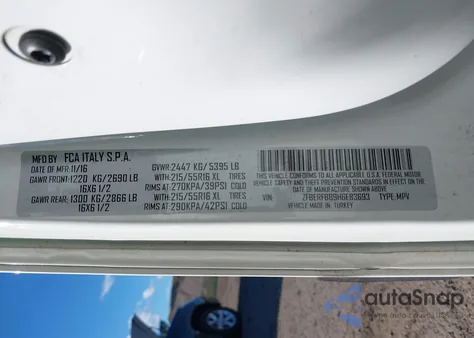 MFD BY FCA ITALY S.P.A.
DATE OF MFR:11/16
GAWR FRONT:1220 KG/2690 LB
16X6 1/2
GAWR REAR:1300 KG/2866 LB
16X6 1/2
GVWR:2447 KG/5395 LB
WITH-215/55R16 XL TIRES
RIMS AT-270KPA/39PSI COLD
WITH-215/55R16 XL TIRES
RIMS AT-290KPA/42PSI COLD
THIS VEHICLE CONFORMS TO ALL APPLICABLE U.S.A FEDERAL MOTOR
VEHICLE SAFETY AND THEFT PREVENTION STANDARDS IN EFFECT ON THE
DATE OF MANUFACTURE SHOWN ABOVE.
VIN: TYPE:MPV
MADE IN: TURKEY
autoSnap
www.autosnap.pro